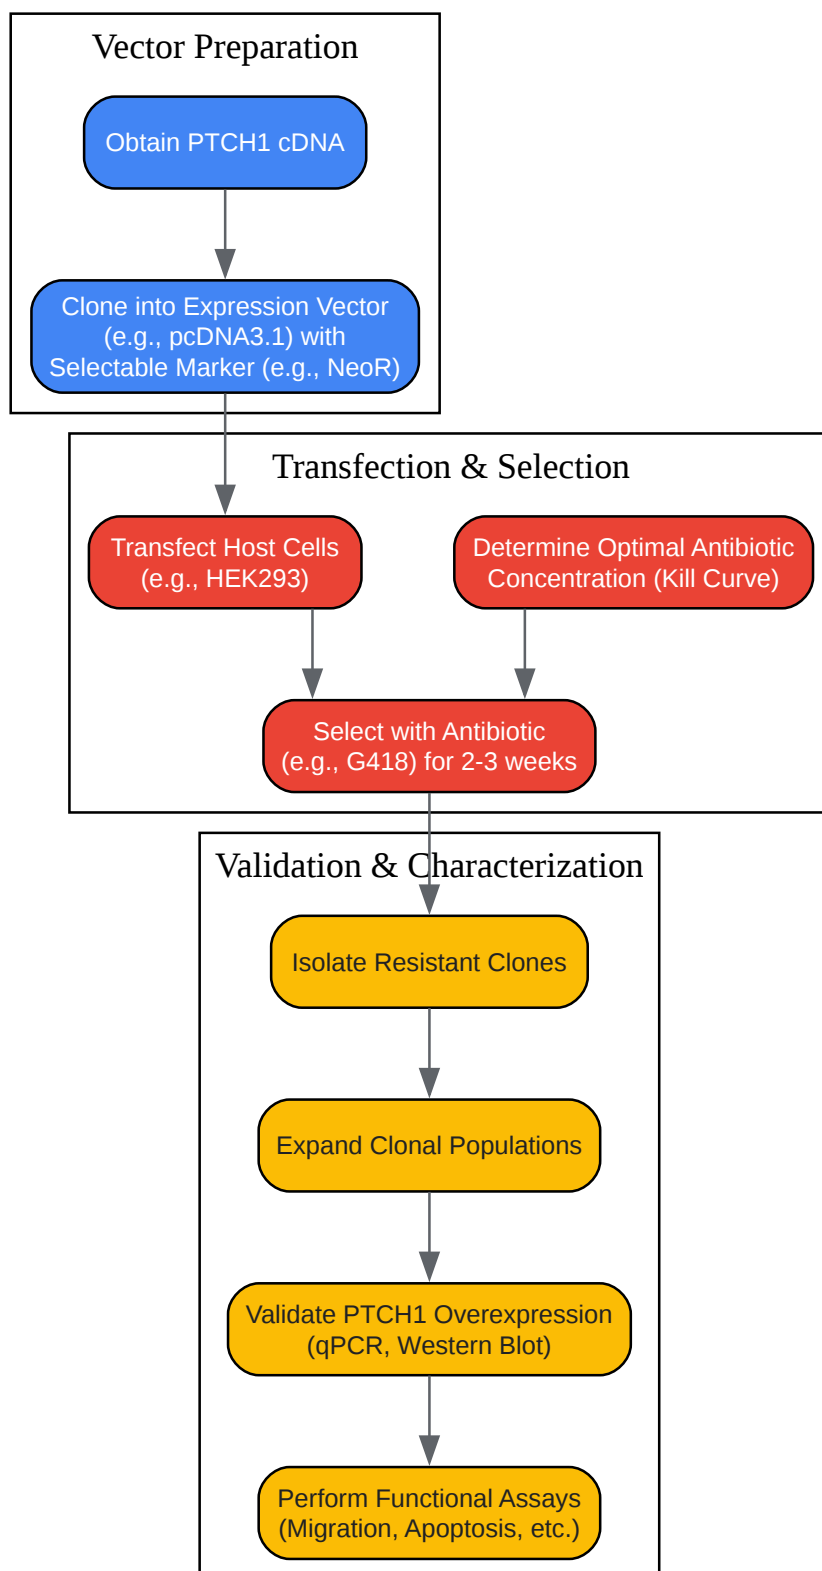 Vector Preparation
Obtain PTCH1 cDNA
Clone into Expression Vector
(e.g., pcDNA3.1) with
Selectable Marker (e.g., NeoR)
Transfection & Selection
Transfect Host Cells
(e.g., HEK293)
Determine Optimal Antibiotic
Concentration (Kill Curve)
Select with Antibiotic
(e.g., G418) for 2-3 weeks
Validation & Characterization
Isolate Resistant Clones
Expand Clonal Populations
Validate PTCH1 Overexpression
(qPCR, Western Blot)
Perform Functional Assays
(Migration, Apoptosis, etc.)